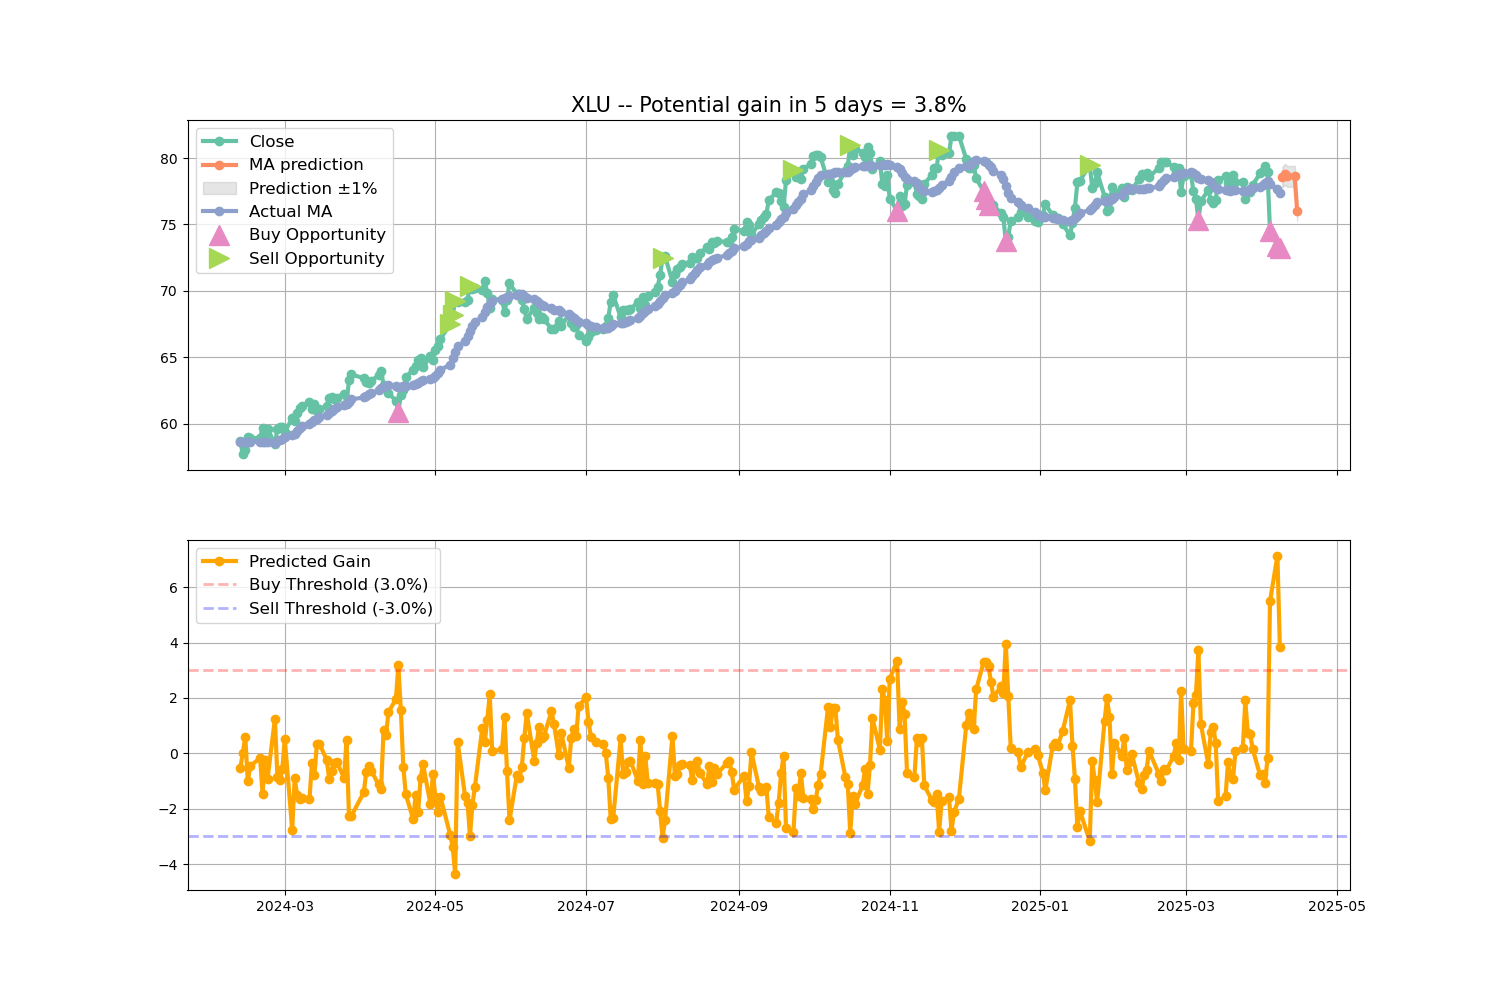 XLU -- Potential gain in 5 days = 3.8%
Close
MA prediction
Prediction ±1%
Actual MA
Buy Opportunity
Sell Opportunity
80
75
70
65
60
Predicted Gain
Buy Threshold (3.0%)
Sell Threshold (-3.0%)
6
4
2
0
−2
−4
2024-03 2024-05 2024-07 2024-09 2024-11 2025-01 2025-03 2025-05